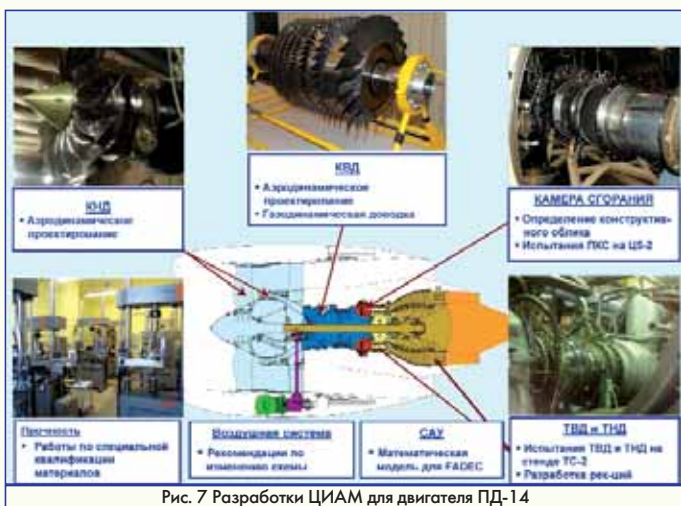 КНД
• Аэродинамическое
проектирование
КВД
• Аэродинамическое
проектирование
• Газодинамическая доводка
КАМЕРА СГОРАНИЯ
• Определение конструктив-
ного облика
• Испытания ПКС на Ц5-2
Прочность
• Работы по специальной
квалификации
материалов
Воздушная система
• Рекомендации по
изменению схемы
САУ
• Математическая
модель для FADEC
ТВД и ТНД
• Испытания ТВД и ТНД на
стенде ТС-2
• Разработка рек-ций
Рис. 7 Разработки ЦИАМ для двигателя ПД-14